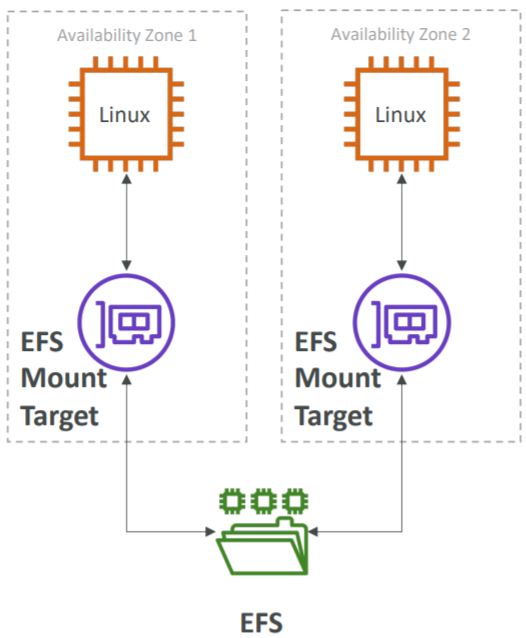 Availability Zone 1
Availability Zone 2
Linux
Linux
EFS
Mount
Target
EFS
Mount
Target
EFS